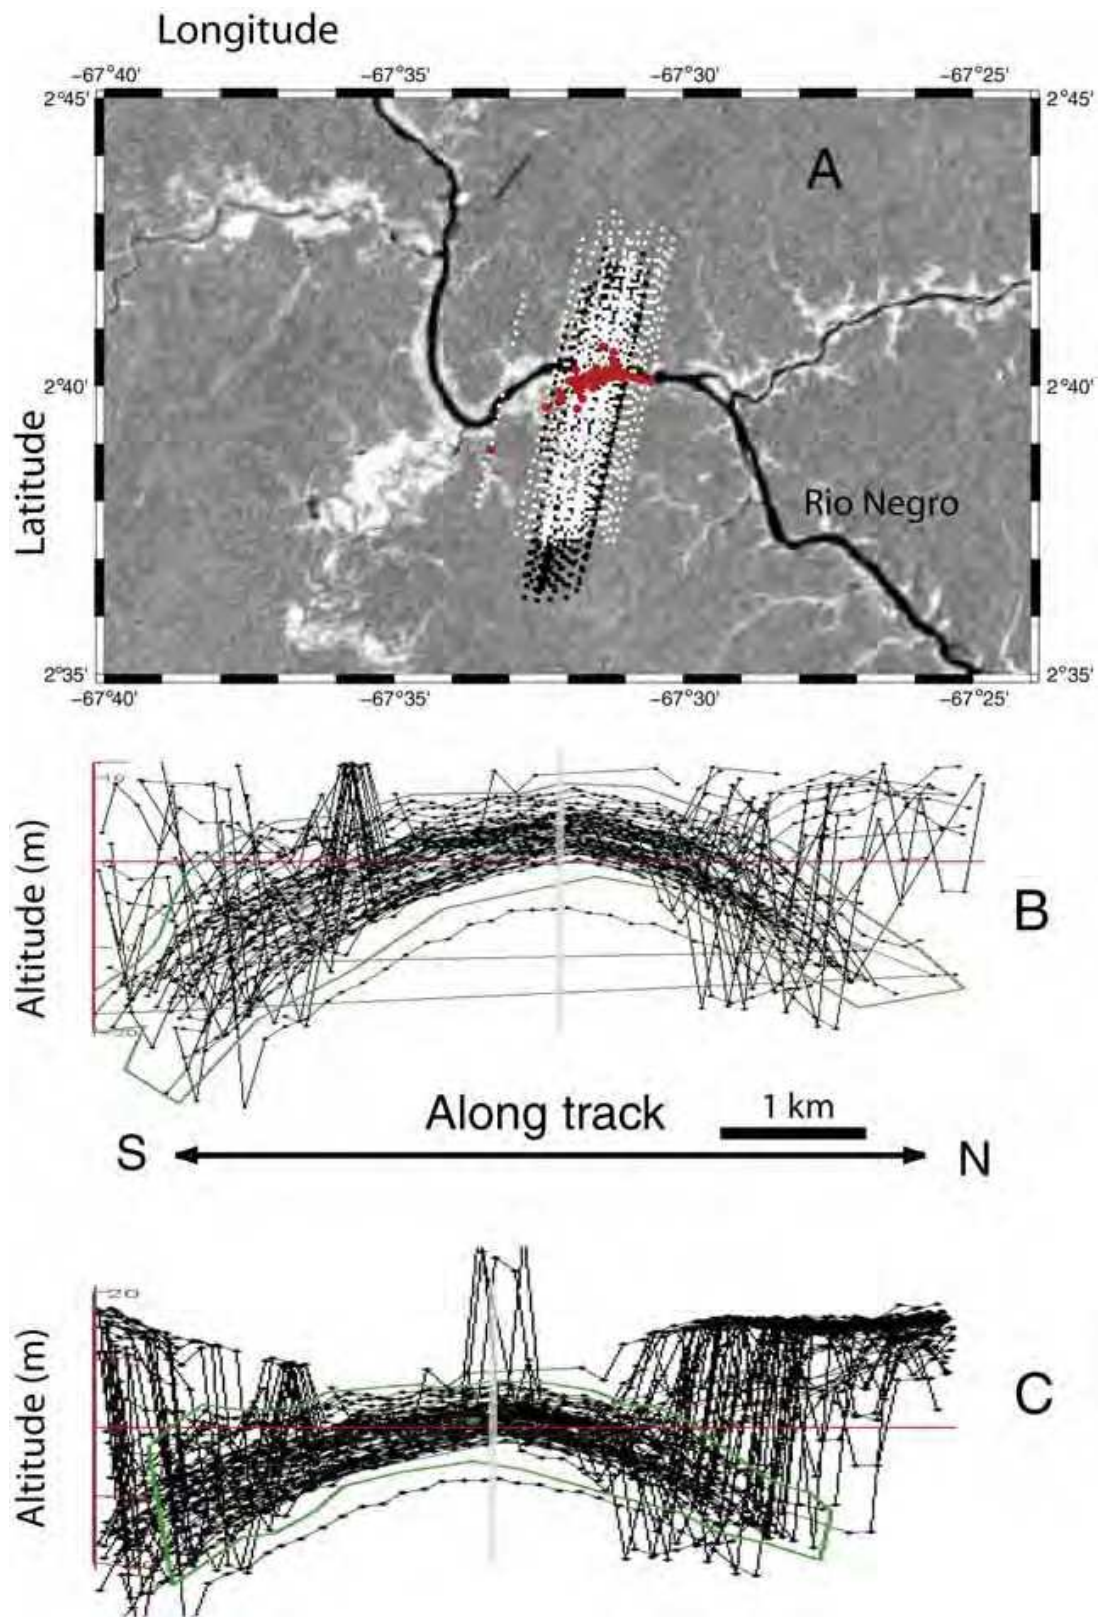 Longitude
−67°40' −67°35' −67°30' −67°25'
2°45' 2°45'
A
2°40' 2°40'
Latitude
Rio Negro
2°35' 2°35'
−67°40' −67°35' −67°30' −67°25'
Altitude (m)
B
Along track
1 km
S N
20
Altitude (m)
C